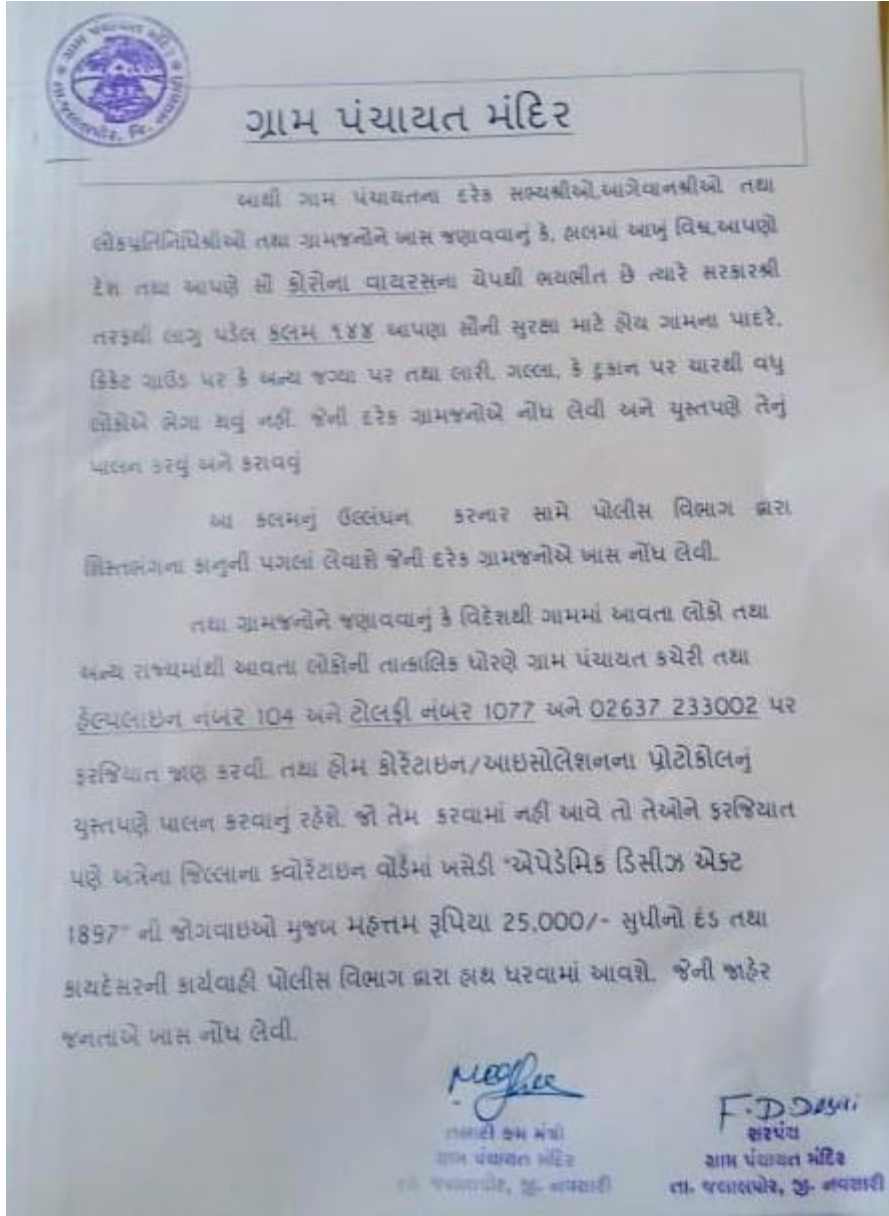 ગ્રામ પંચાયત મંદિર
ગ્રામ પંચાયત મંદિર
આથી ગામ પંચાયતના દરેક સભ્યશ્રીઓ,આગેવાનશ્રીઓ તથા
લોકપ્રતિનિધિશ્રીઓ તથા ગ્રામજનોને ખાસ જણાવવાનું કે, હાલમાં આખું વિશ્વ,આપણો
દેશ તથા આપણે સૌ કોરોના વાયરસના ચેપથી ભયભીત છે ત્યારે સરકારશ્રી
તરફથી લાગુ પડેલ કલમ ૧૪૪ આપણા સૌની સુરક્ષા માટે હોય ગામના પાદરે,
ક્રિકેટ ગ્રાઉંડ પર કે અન્ય જગ્યા પર તથા લારી, ગલ્લા, કે દુકાન પર ચારથી વધુ
લોકોએ ભેગા થવું નહીં. જેની દરેક ગ્રામજનોએ નોંધ લેવી અને ચુસ્તપણે તેનું
પાલન કરવું અને કરાવવું
આ કલમનું ઉલ્લંઘન કરનાર સામે પોલીસ વિભાગ દ્વારા
શિસ્તભંગના કાનુની પગલાં લેવાશે જેની દરેક ગ્રામજનોએ ખાસ નોંધ લેવી.
તથા ગ્રામજનોને જણાવવાનું કે વિદેશથી ગામમાં આવતા લોકો તથા
અન્ય રાજ્યમાંથી આવતા લોકોની તાત્કાલિક ધોરણે ગ્રામ પંચાયત કચેરી તથા
હેલ્પલાઇન નંબર 104 અને ટોલફ્રી નંબર 1077 અને 02637 233002 પર
ફરજિયાત જાણ કરવી. તથા હોમ કોરેંટાઇન/આઇસોલેશનના પ્રોટોકોલનું
ચુસ્તપણે પાલન કરવાનું રહેશે. જો તેમ કરવામાં નહીં આવે તો તેઓને ફરજિયાત
પણે અત્રેના જિલ્લાના ક્વોરેંટાઇન વોર્ડમાં ખસેડી "એપેડેમિક ડિસીઝ એક્ટ
1897" ની જોગવાઇઓ મુજબ મહત્તમ રૂપિયા 25,000/- સુધીનો દંડ તથા
કાયદેસરની કાર્યવાહી પોલીસ વિભાગ દ્વારા હાથ ધરવામાં આવશે. જેની જાહેર
જનતાએ ખાસ નોંધ લેવી.
F.D Desai
તલાટી કમ મંત્રી
ગ્રામ પંચાયત મંદિર
તા. જલાલપોર, જી. નવસારી
સરપંચ
ગ્રામ પંચાયત મંદિર
તા. જલાલપોર, જી. નવસારી